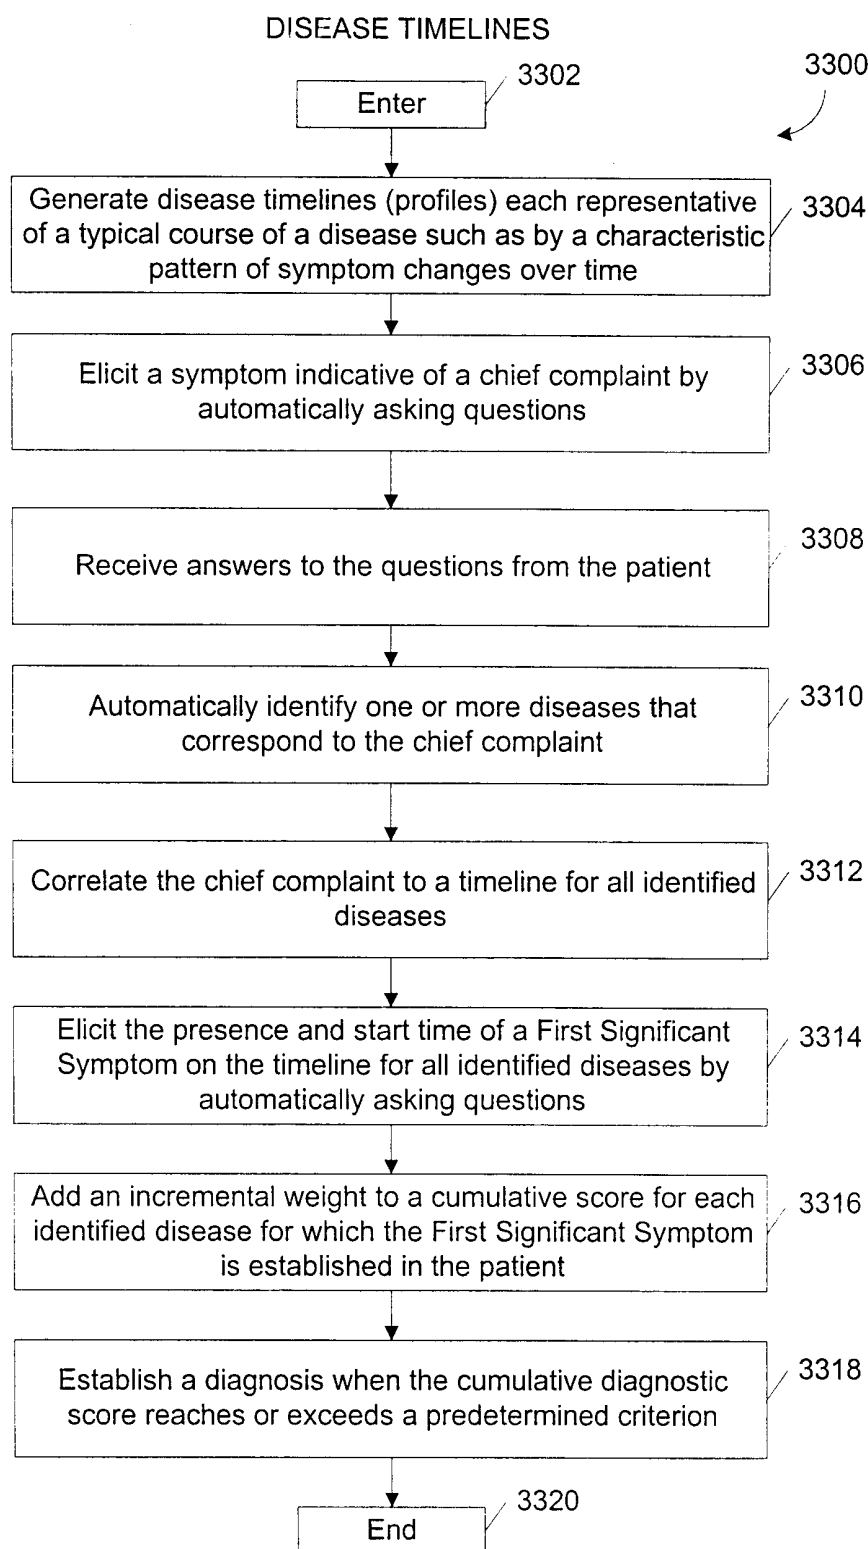 DISEASE TIMELINES
3302
3300
Enter
Generate disease timelines (profiles) each representative
of a typical course of a disease such as by a characteristic
pattern of symptom changes over time
3304
Elicit a symptom indicative of a chief complaint by
automatically asking questions
3306
Receive answers to the questions from the patient
3308
Automatically identify one or more diseases that
correspond to the chief complaint
3310
Correlate the chief complaint to a timeline for all identified
diseases
3312
Elicit the presence and start time of a First Significant
Symptom on the timeline for all identified diseases by
automatically asking questions
3314
Add an incremental weight to a cumulative score for each
identified disease for which the First Significant Symptom
is established in the patient
3316
Establish a diagnosis when the cumulative diagnostic
score reaches or exceeds a predetermined criterion
3318
3320
End